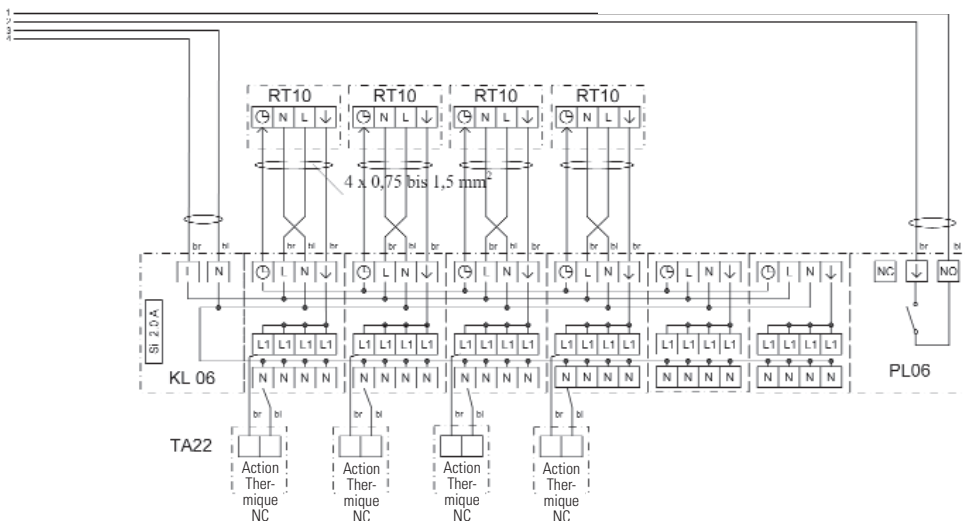 1
2
3
4
RT10 RT10 RT10 RT10
N L ↓ N L ↓ N L ↓ N L ↓
4 x 0,75 bis 1,5 mm²
br bl br bl br br bl br br bl br br bl br br bl
L N L N ↓ L N ↓ L N ↓ L N ↓ L N ↓ L N ↓ NC ↓ NO
Si 2.0 A
L1 L1 L1 L1 L1 L1 L1 L1 L1 L1 L1 L1 L1 L1 L1 L1 L1 L1 L1 L1 L1 L1 L1 L1
KL 06 N N N N N N N N N N N N N N N N N N N N N N N N PL06
br bl br bl br bl br bl
TA22
Action Action Action Action
Ther- Ther- Ther- Ther-
mique mique mique mique
NC NC NC NC